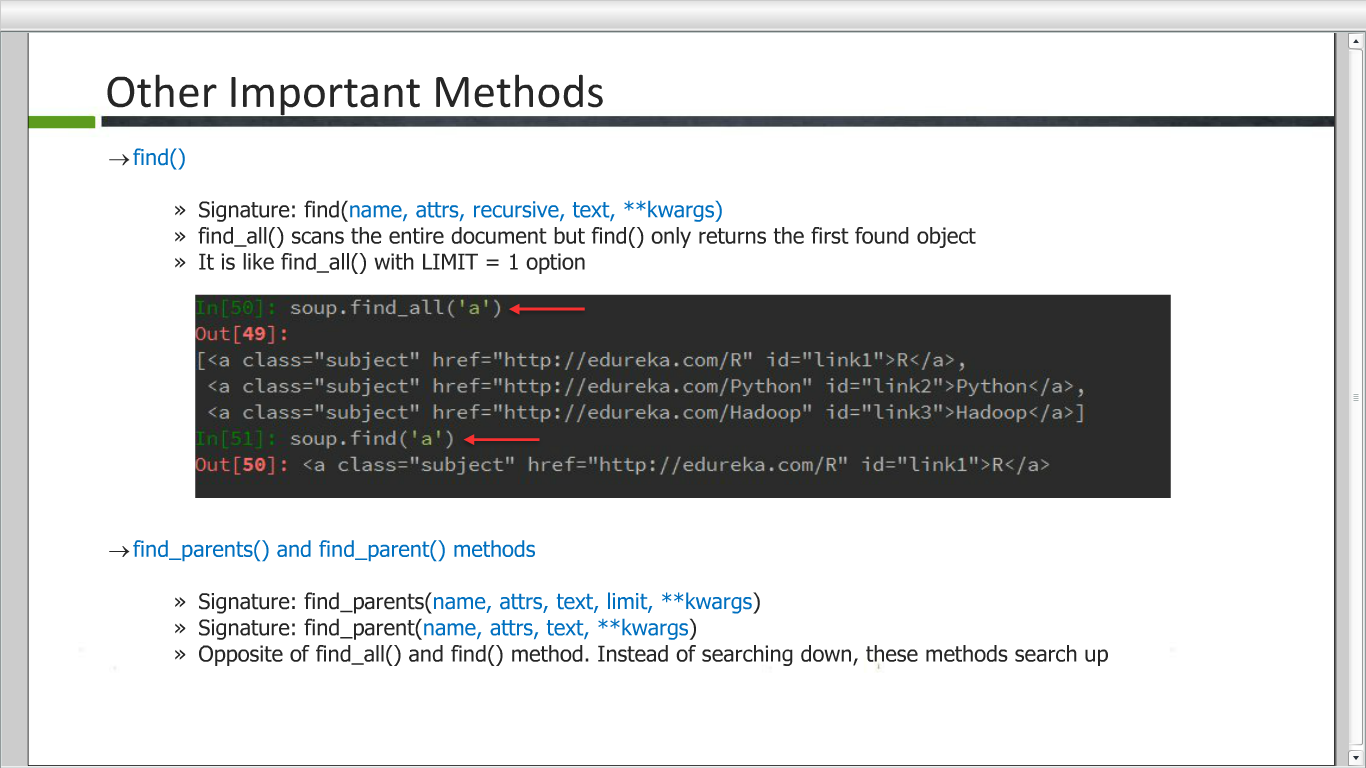 Other Important Methods
→find()
» Signature: find(name, attrs, recursive, text, **kwargs)
» find_all() scans the entire document but find() only returns the first found object
» It is like find_all() with LIMIT = 1 option
In[50]: soup.find_all('a')
Out[49]:
[<a class="subject" href="http://edureka.com/R" id="link1">R</a>,
 <a class="subject" href="http://edureka.com/Python" id="link2">Python</a>,
 <a class="subject" href="http://edureka.com/Hadoop" id="link3">Hadoop</a>]
In[51]: soup.find('a')
Out[50]: <a class="subject" href="http://edureka.com/R" id="link1">R</a>
→find_parents() and find_parent() methods
» Signature: find_parents(name, attrs, text, limit, **kwargs)
» Signature: find_parent(name, attrs, text, **kwargs)
» Opposite of find_all() and find() method. Instead of searching down, these methods search up